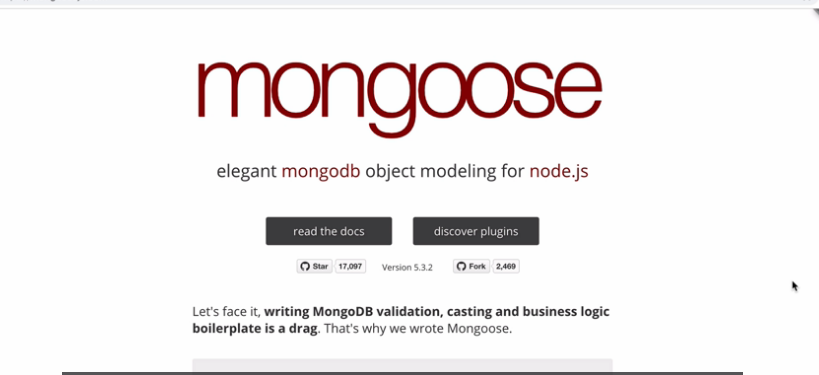 mongoose
elegant mongodb object modeling for node.js
read the docs
discover plugins
Star 17,097 Version 5.3.2 Fork 2,469
Let's face it, writing MongoDB validation, casting and business logic
boilerplate is a drag. That's why we wrote Mongoose.